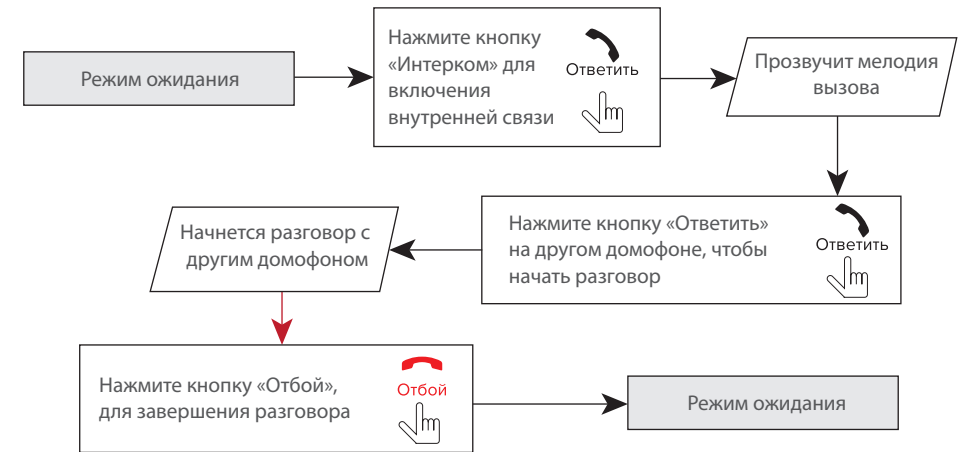 Режим ожидания
Нажмите кнопку
«Интерком» для
включения
внутренней связи
Ответить
Прозвучит мелодия
вызова
Нажмите кнопку «Ответить»
на другом домофоне, чтобы
начать разговор
Ответить
Начнется разговор с
другим домофоном
Нажмите кнопку «Отбой»,
для завершения разговора
Отбой
Режим ожидания